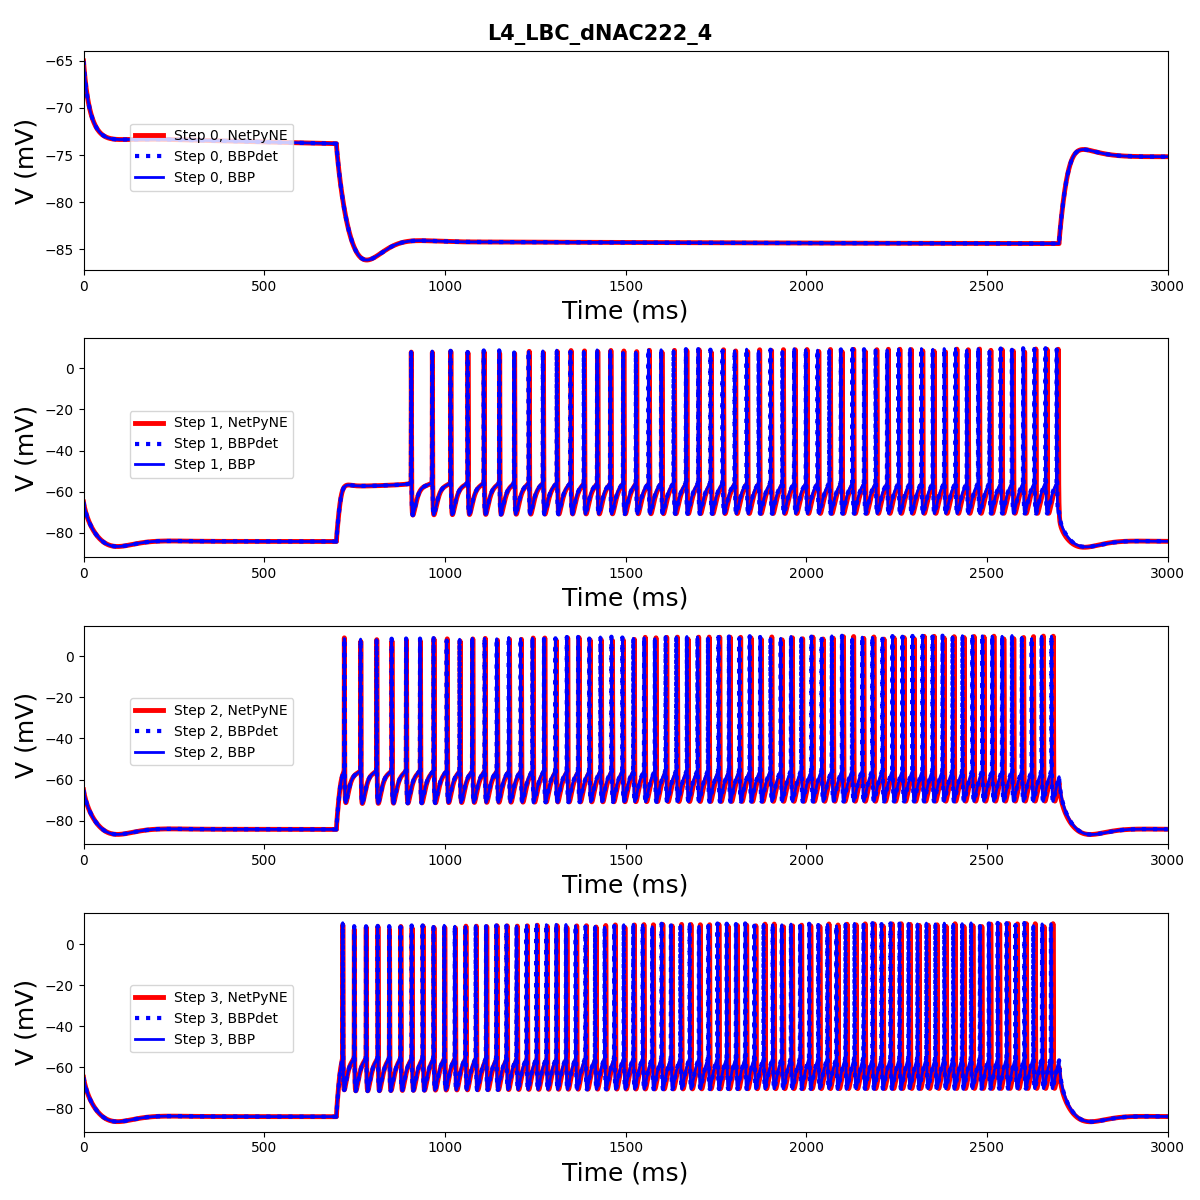 L4_LBC_dNAC222_4
−65
−70
−75
−80
−85
V (mV)
Step 0, NetPyNE
Step 0, BBPdet
Step 0, BBP
0 500 1000 1500 2000 2500 3000
Time (ms)
0
−20
−40
−60
−80
V (mV)
Step 1, NetPyNE
Step 1, BBPdet
Step 1, BBP
0 500 1000 1500 2000 2500 3000
Time (ms)
0
−20
−40
−60
−80
V (mV)
Step 2, NetPyNE
Step 2, BBPdet
Step 2, BBP
0 500 1000 1500 2000 2500 3000
Time (ms)
0
−20
−40
−60
−80
V (mV)
Step 3, NetPyNE
Step 3, BBPdet
Step 3, BBP
0 500 1000 1500 2000 2500 3000
Time (ms)